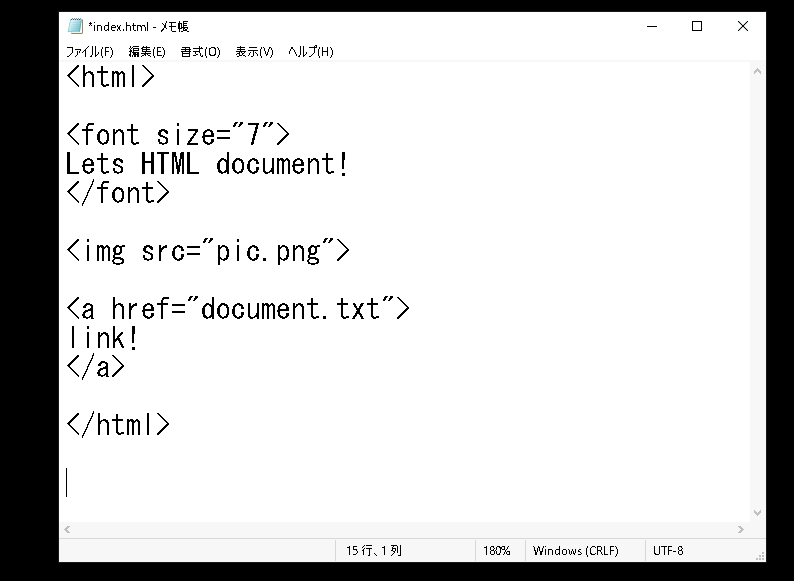 *index.html - メモ帳
ファイル(F) 編集(E) 書式(O) 表示(V) ヘルプ(H)
<html>
<font size="7">
Lets HTML document!
</font>
<img src="pic.png">
<a href="document.txt">
link!
</a>
</html>
15 行、1 列 180% Windows (CRLF) UTF-8